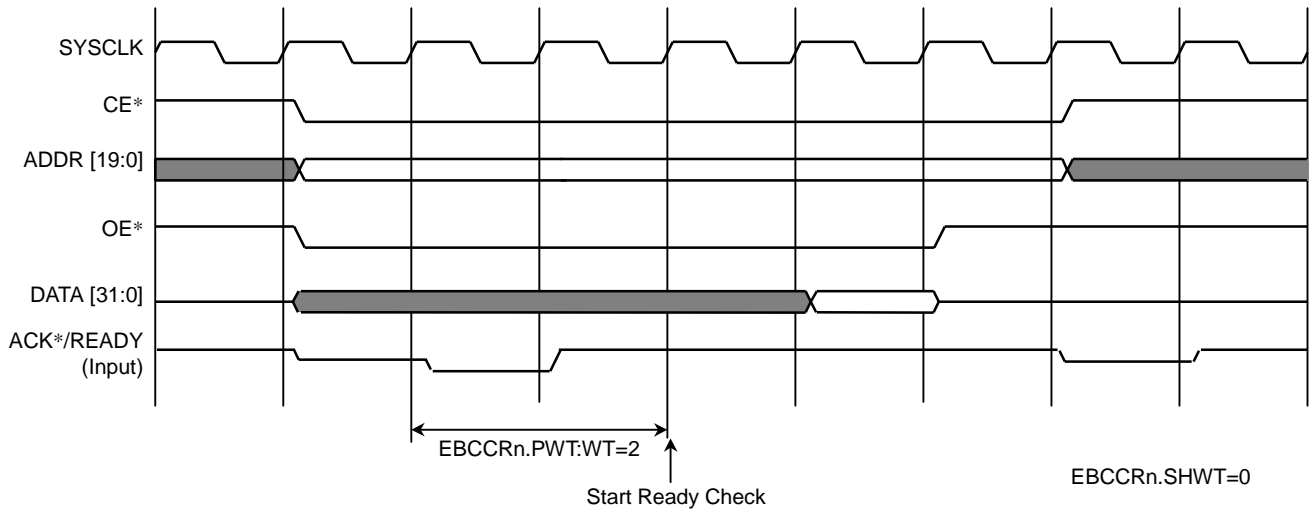 SYSCLK
CE*
ADDR [19:0]
OE*
DATA [31:0]
ACK*/READY
(Input)
EBCCRn.PWT:WT=2
Start Ready Check
EBCCRn.SHWT=0